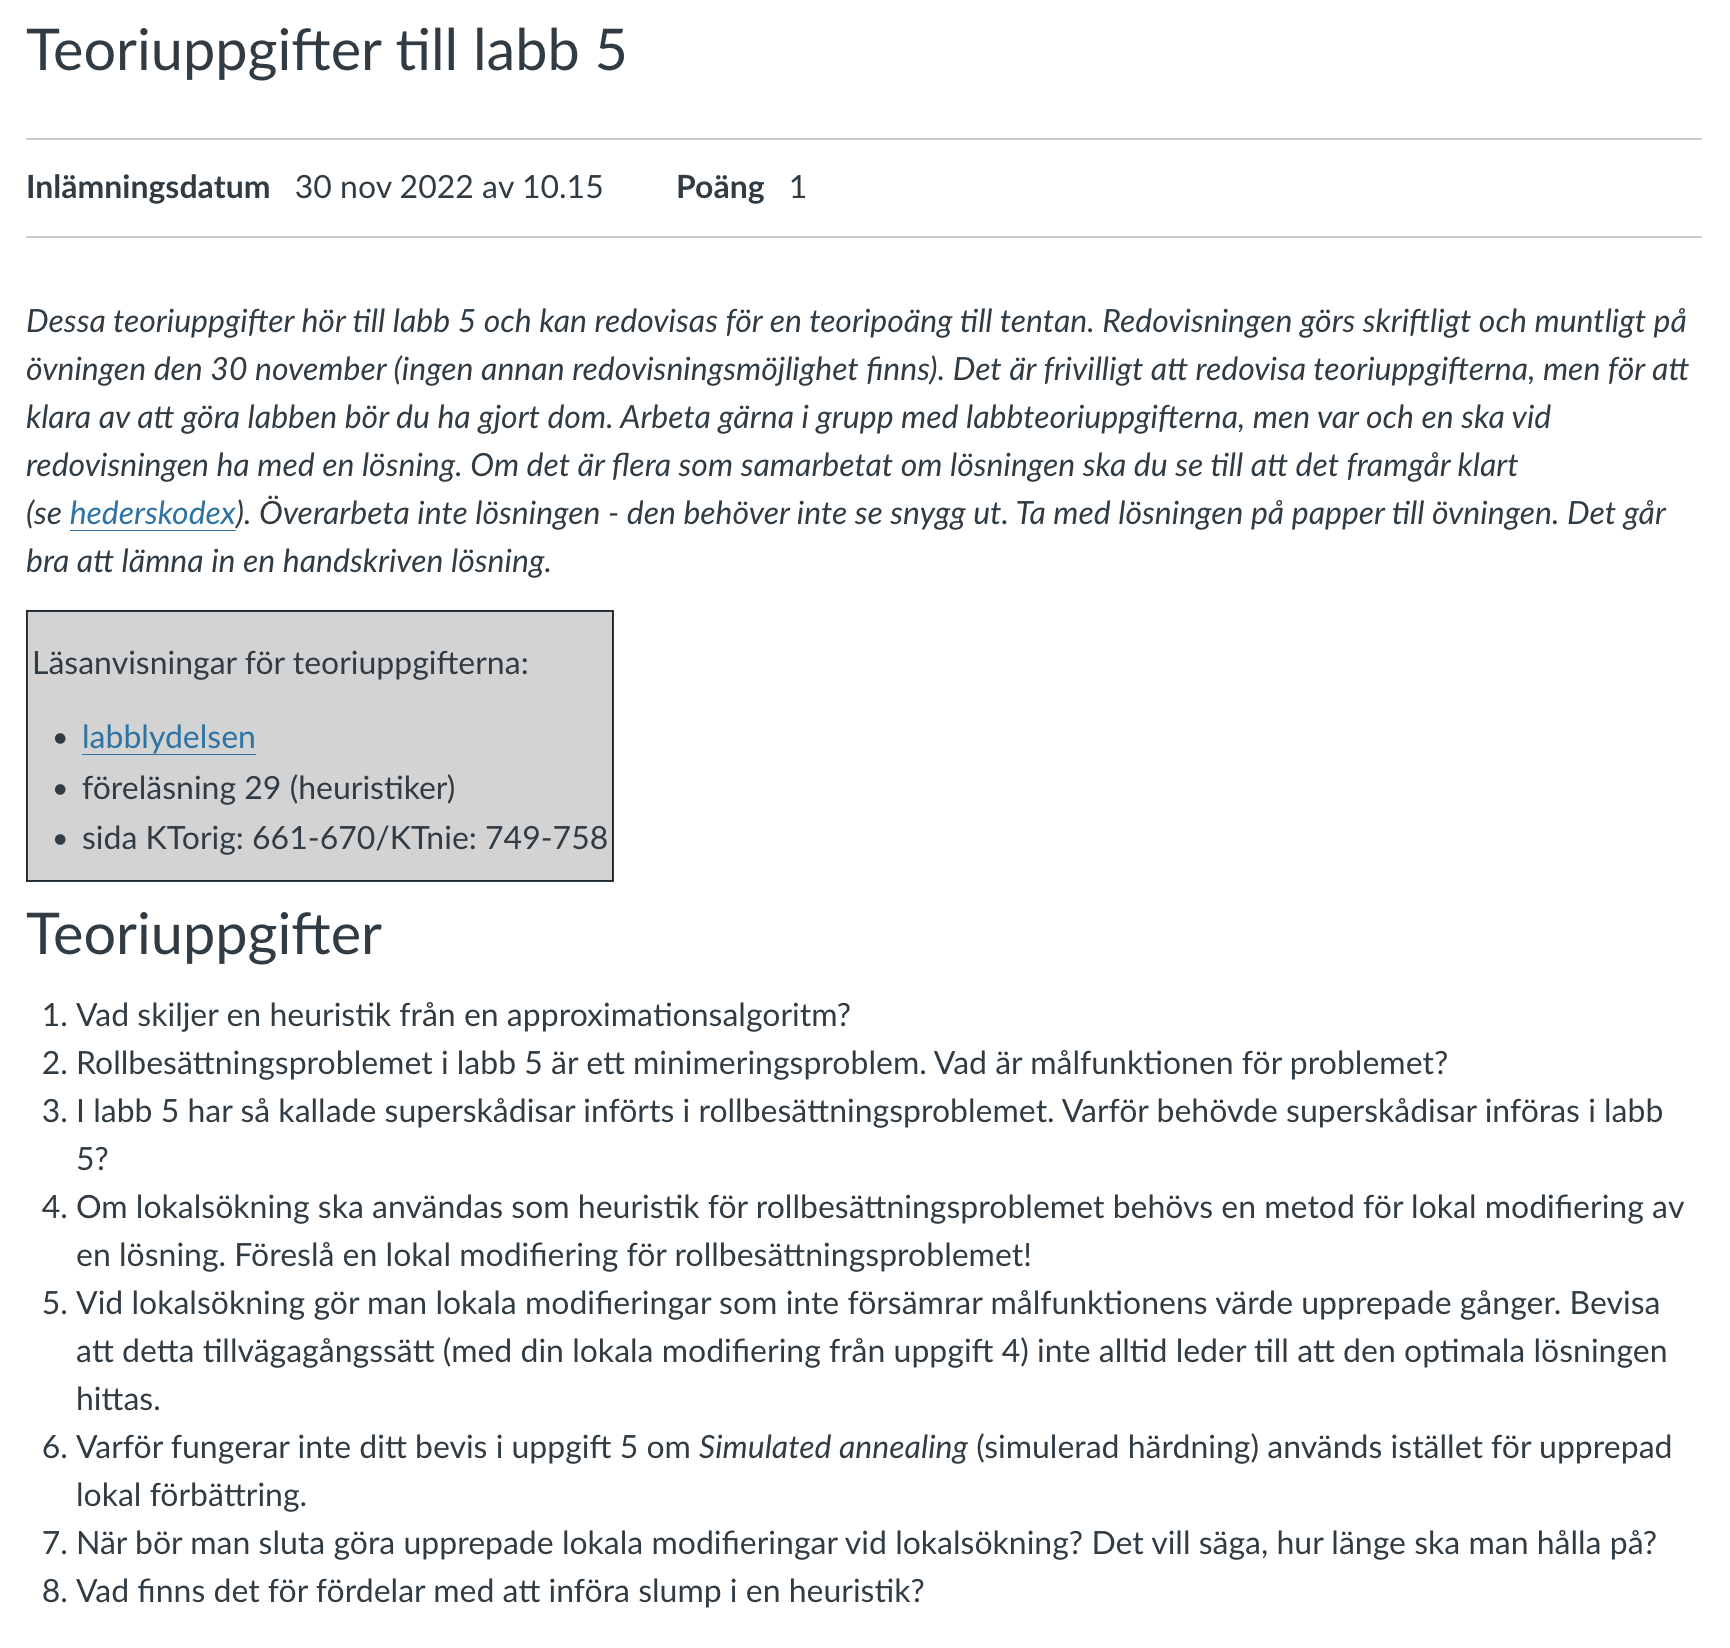 Teoriuppgifter till labb 5
Inlämningsdatum 30 nov 2022 av 10.15 Poäng 1
Dessa teoriuppgifter hör till labb 5 och kan redovisas för en teoripoäng till tentan. Redovisningen görs skriftligt och muntligt på
övningen den 30 november (ingen annan redovisningsmöjlighet finns). Det är frivilligt att redovisa teoriuppgifterna, men för att
klara av att göra labben bör du ha gjort dom. Arbeta gärna i grupp med labbteoriuppgifterna, men var och en ska vid
redovisningen ha med en lösning. Om det är flera som samarbetat om lösningen ska du se till att det framgår klart
(se hederskodex). Överarbeta inte lösningen - den behöver inte se snygg ut. Ta med lösningen på papper till övningen. Det går
bra att lämna in en handskriven lösning.
Läsanvisningar för teoriuppgifterna:
• labblydelsen
• föreläsning 29 (heuristiker)
• sida KTorig: 661-670/KTnie: 749-758
Teoriuppgifter
1. Vad skiljer en heuristik från en approximationsalgoritm?
2. Rollbesättningsproblemet i labb 5 är ett minimeringsproblem. Vad är målfunktionen för problemet?
3. I labb 5 har så kallade superskådisar införts i rollbesättningsproblemet. Varför behövde superskådisar införas i labb
5?
4. Om lokalsökning ska användas som heuristik för rollbesättningsproblemet behövs en metod för lokal modifiering av
en lösning. Föreslå en lokal modifiering för rollbesättningsproblemet!
5. Vid lokalsökning gör man lokala modifieringar som inte försämrar målfunktionens värde upprepade gånger. Bevisa
att detta tillvägagångssätt (med din lokala modifiering från uppgift 4) inte alltid leder till att den optimala lösningen
hittas.
6. Varför fungerar inte ditt bevis i uppgift 5 om Simulated annealing (simulerad härdning) används istället för upprepad
lokal förbättring.
7. När bör man sluta göra upprepade lokala modifieringar vid lokalsökning? Det vill säga, hur länge ska man hålla på?
8. Vad finns det för fördelar med att införa slump i en heuristik?